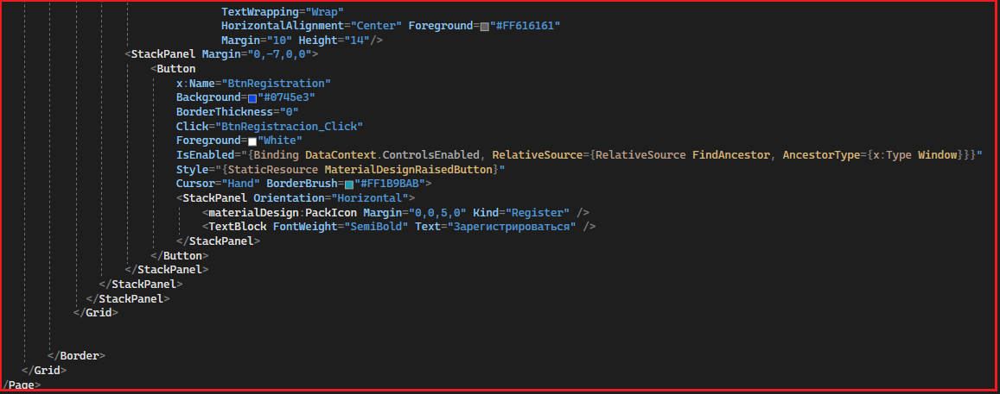 TextWrapping="Wrap"
HorizontalAlignment="Center" Foreground="#FF616161"
Margin="10" Height="14"/>
<StackPanel Margin="0,-7,0,0">
<Button
x:Name="BtnRegistration"
Background="#0745e3"
BorderThickness="0"
Click="BtnRegistracion_Click"
Foreground="White"
IsEnabled="{Binding DataContext.ControlsEnabled, RelativeSource={RelativeSource FindAncestor, AncestorType={x:Type Window}}}"
Style="{StaticResource MaterialDesignRaisedButton}"
Cursor="Hand" BorderBrush="#FF1B9BAB">
<StackPanel Orientation="Horizontal">
<materialDesign:PackIcon Margin="0,0,5,0" Kind="Register" />
<TextBlock FontWeight="SemiBold" Text="Зарегистрироваться" />
</StackPanel>
</Button>
</StackPanel>
</StackPanel>
</StackPanel>
</Grid>
</Border>
</Grid>
/Page>